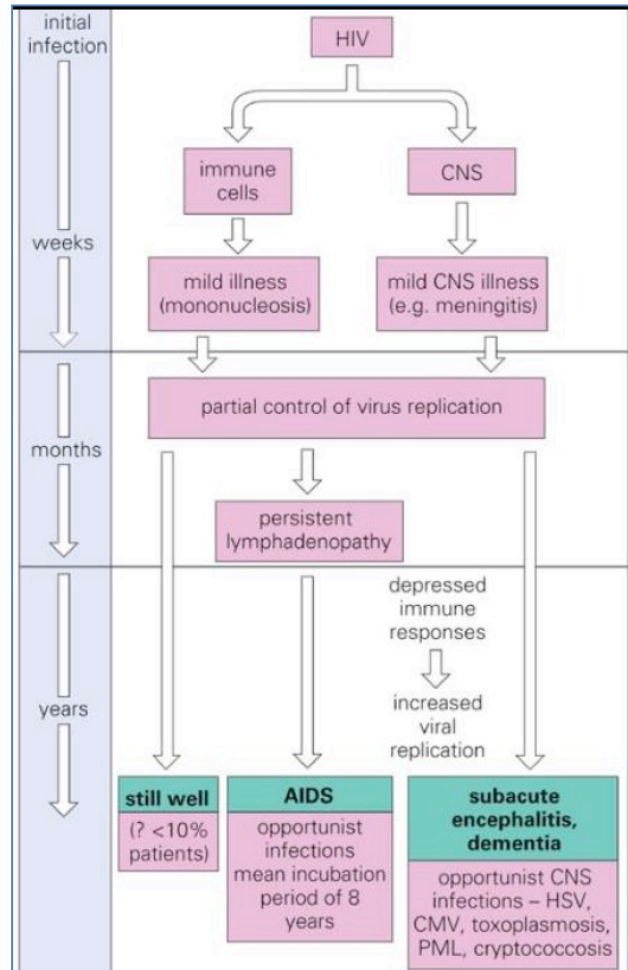 initial
infection
HIV
immune
cells
CNS
weeks
mild illness
(mononucleosis)
mild CNS illness
(e.g. meningitis)
partial control of virus replication
months
persistent
lymphadenopathy
depressed
immune
responses
years
increased
viral
replication
still well
(? <10%
patients)
AIDS
opportunist
infections
mean incubation
period of 8
years
subacute
encephalitis,
dementia
opportunist CNS
infections – HSV,
CMV, toxoplasmosis,
PML, cryptococcosis